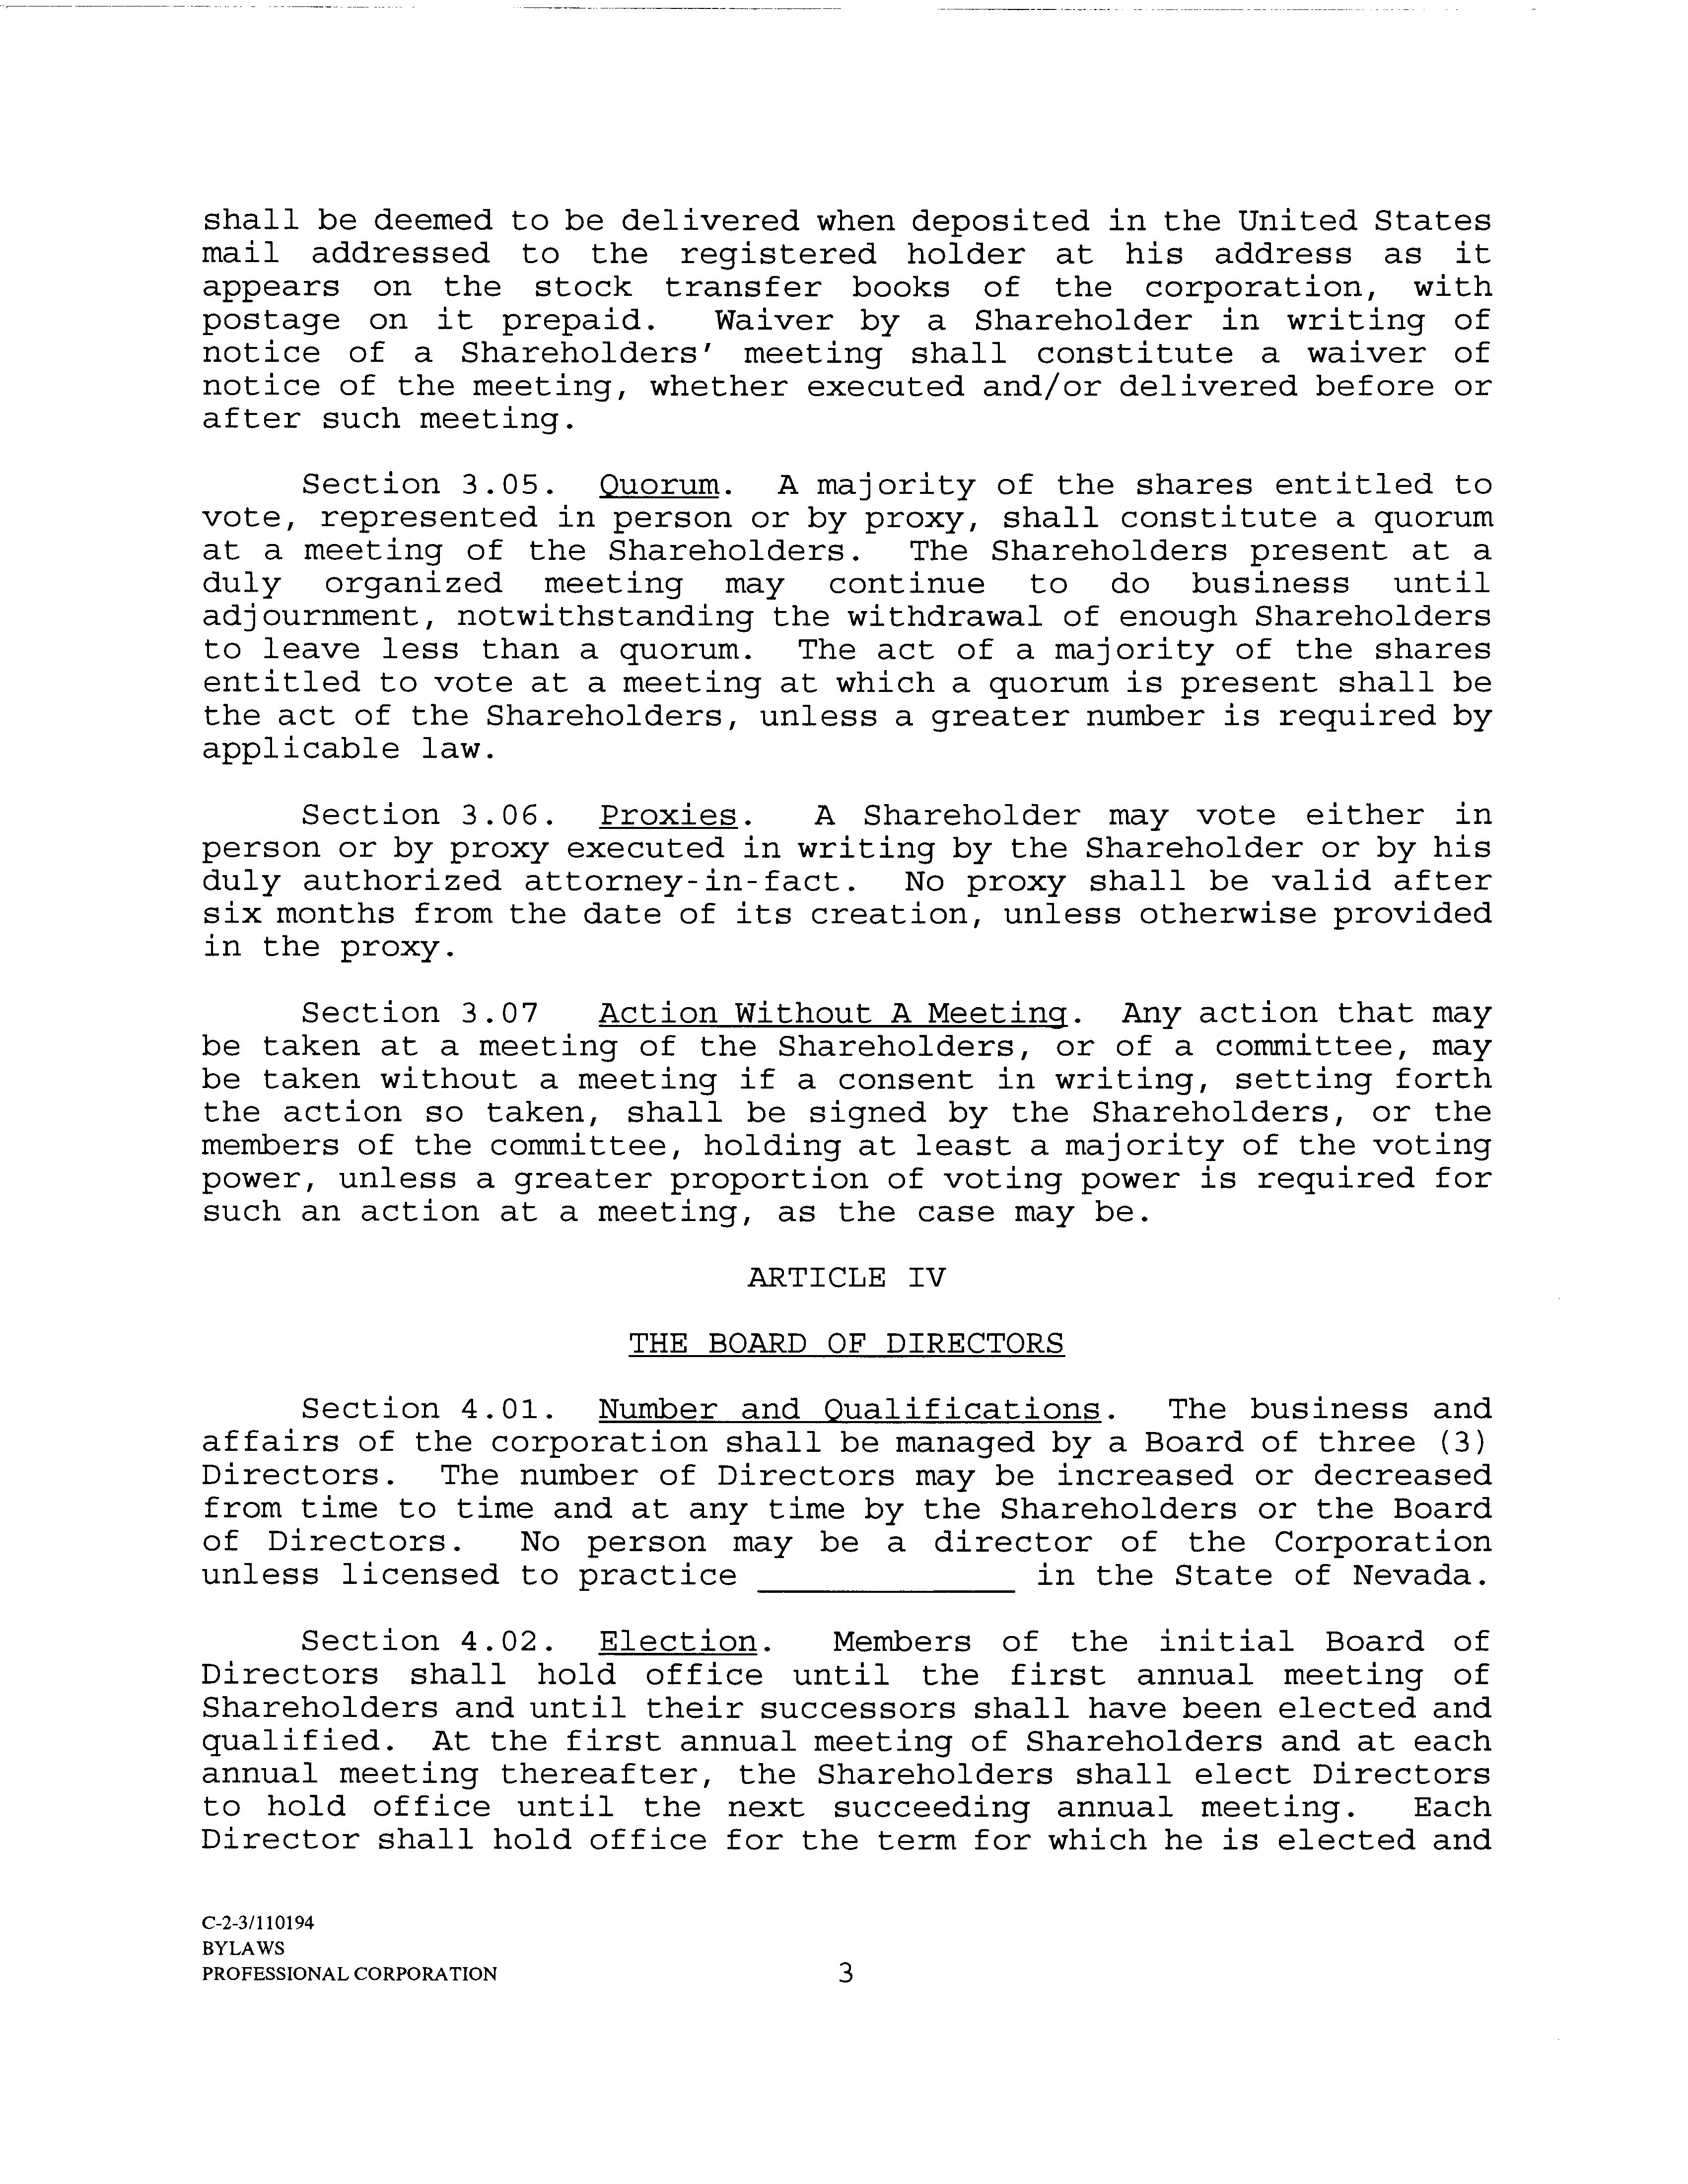 shall be deemed to be delivered when deposited in the United States
mail addressed to the registered holder at his address as it
appears on the stock transfer books of the corporation, with
postage on it prepaid. Waiver by a Shareholder in writing of
notice of a Shareholders' meeting shall constitute a waiver of
notice of the meeting, whether executed and/or delivered before or
after such meeting.
Section 3.05. Quorum. A majority of the shares entitled to
vote, represented in person or by proxy, shall constitute a quorum
at a meeting of the Shareholders. The Shareholders present at a
duly organized meeting may continue to do business until
adjournment, notwithstanding the withdrawal of enough Shareholders
to leave less than a quorum. The act of a majority of the shares
entitled to vote at a meeting at which a quorum is present shall be
the act of the Shareholders, unless a greater number is required by
applicable law.
Section 3.06. Proxies. A Shareholder may vote either in
person or by proxy executed in writing by the Shareholder or by his
duly authorized attorney-in-fact. No proxy shall be valid after
six months from the date of its creation, unless otherwise provided
in the proxy.
Section 3.07 Action Without A Meeting. Any action that may
be taken at a meeting of the Shareholders, or of a committee, may
be taken without a meeting if a consent in writing, setting forth
the action so taken, shall be signed by the Shareholders, or the
members of the committee, holding at least a majority of the voting
power, unless a greater proportion of voting power is required for
such an action at a meeting, as the case may be.
ARTICLE IV
THE BOARD OF DIRECTORS
Section 4.01. Number and Qualifications. The business and
affairs of the corporation shall be managed by a Board of three (3)
Directors. The number of Directors may be increased or decreased
from time to time and at any time by the Shareholders or the Board
of Directors. No person may be a director of the Corporation
unless licensed to practice _____________ in the State of Nevada.
Section 4.02. Election. Members of the initial Board of
Directors shall hold office until the first annual meeting of
Shareholders and until their successors shall have been elected and
qualified. At the first annual meeting of Shareholders and at each
annual meeting thereafter, the Shareholders shall elect Directors
to hold office until the next succeeding annual meeting. Each
Director shall hold office for the term for which he is elected and
C-2-3/110194
BYLAWS
PROFESSIONAL CORPORATION 3